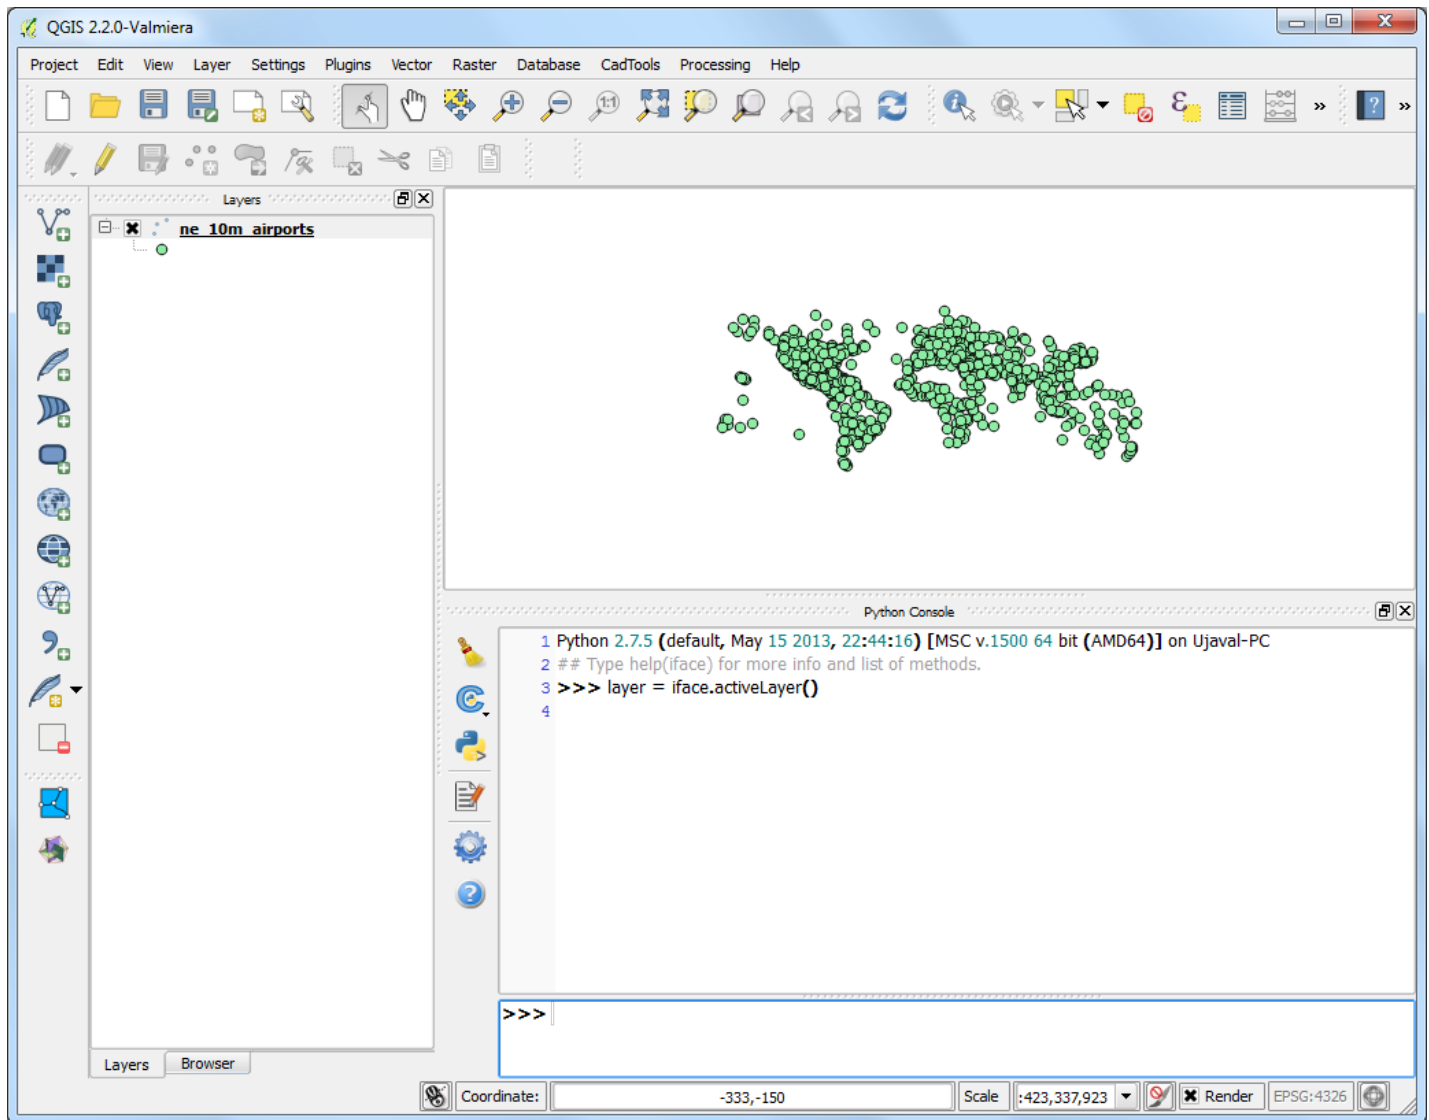 QGIS 2.2.0-Valmiera
Project Edit View Layer Settings Plugins Vector Raster Database CadTools Processing Help
1:1
ε
»
?
»
Layers
ne_10m_airports
Python Console
1 Python 2.7.5 (default, May 15 2013, 22:44:16) [MSC v.1500 64 bit (AMD64)] on Ujaval-PC
2 ## Type help(iface) for more info and list of methods.
3 >>> layer = iface.activeLayer()
4
>>>
Layers Browser
Coordinate: -333,-150 Scale :423,337,923 Render EPSG:4326